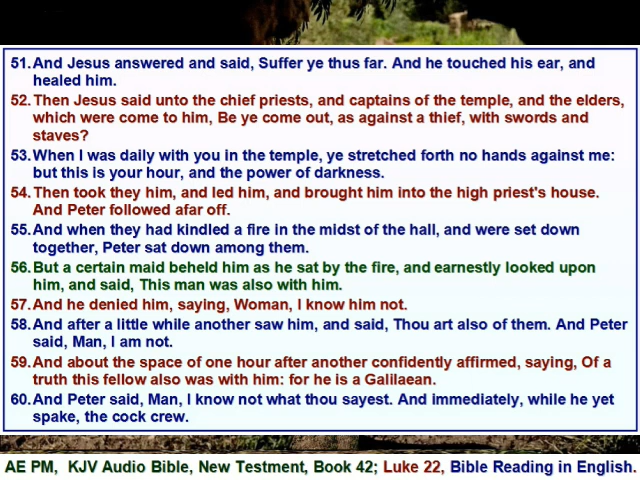 51.And Jesus answered and said, Suffer ye thus far. And he touched his ear, and
healed him.
52.Then Jesus said unto the chief priests, and captains of the temple, and the elders,
which were come to him, Be ye come out, as against a thief, with swords and
staves?
53.When I was daily with you in the temple, ye stretched forth no hands against me:
but this is your hour, and the power of darkness.
54.Then took they him, and led him, and brought him into the high priest's house.
And Peter followed afar off.
55.And when they had kindled a fire in the midst of the hall, and were set down
together, Peter sat down among them.
56.But a certain maid beheld him as he sat by the fire, and earnestly looked upon
him, and said, This man was also with him.
57.And he denied him, saying, Woman, I know him not.
58.And after a little while another saw him, and said, Thou art also of them. And Peter
said, Man, I am not.
59.And about the space of one hour after another confidently affirmed, saying, Of a
truth this fellow also was with him: for he is a Galilaean.
60.And Peter said, Man, I know not what thou sayest. And immediately, while he yet
spake, the cock crew.
AE PM, KJV Audio Bible, New Testment, Book 42; Luke 22, Bible Reading in English.